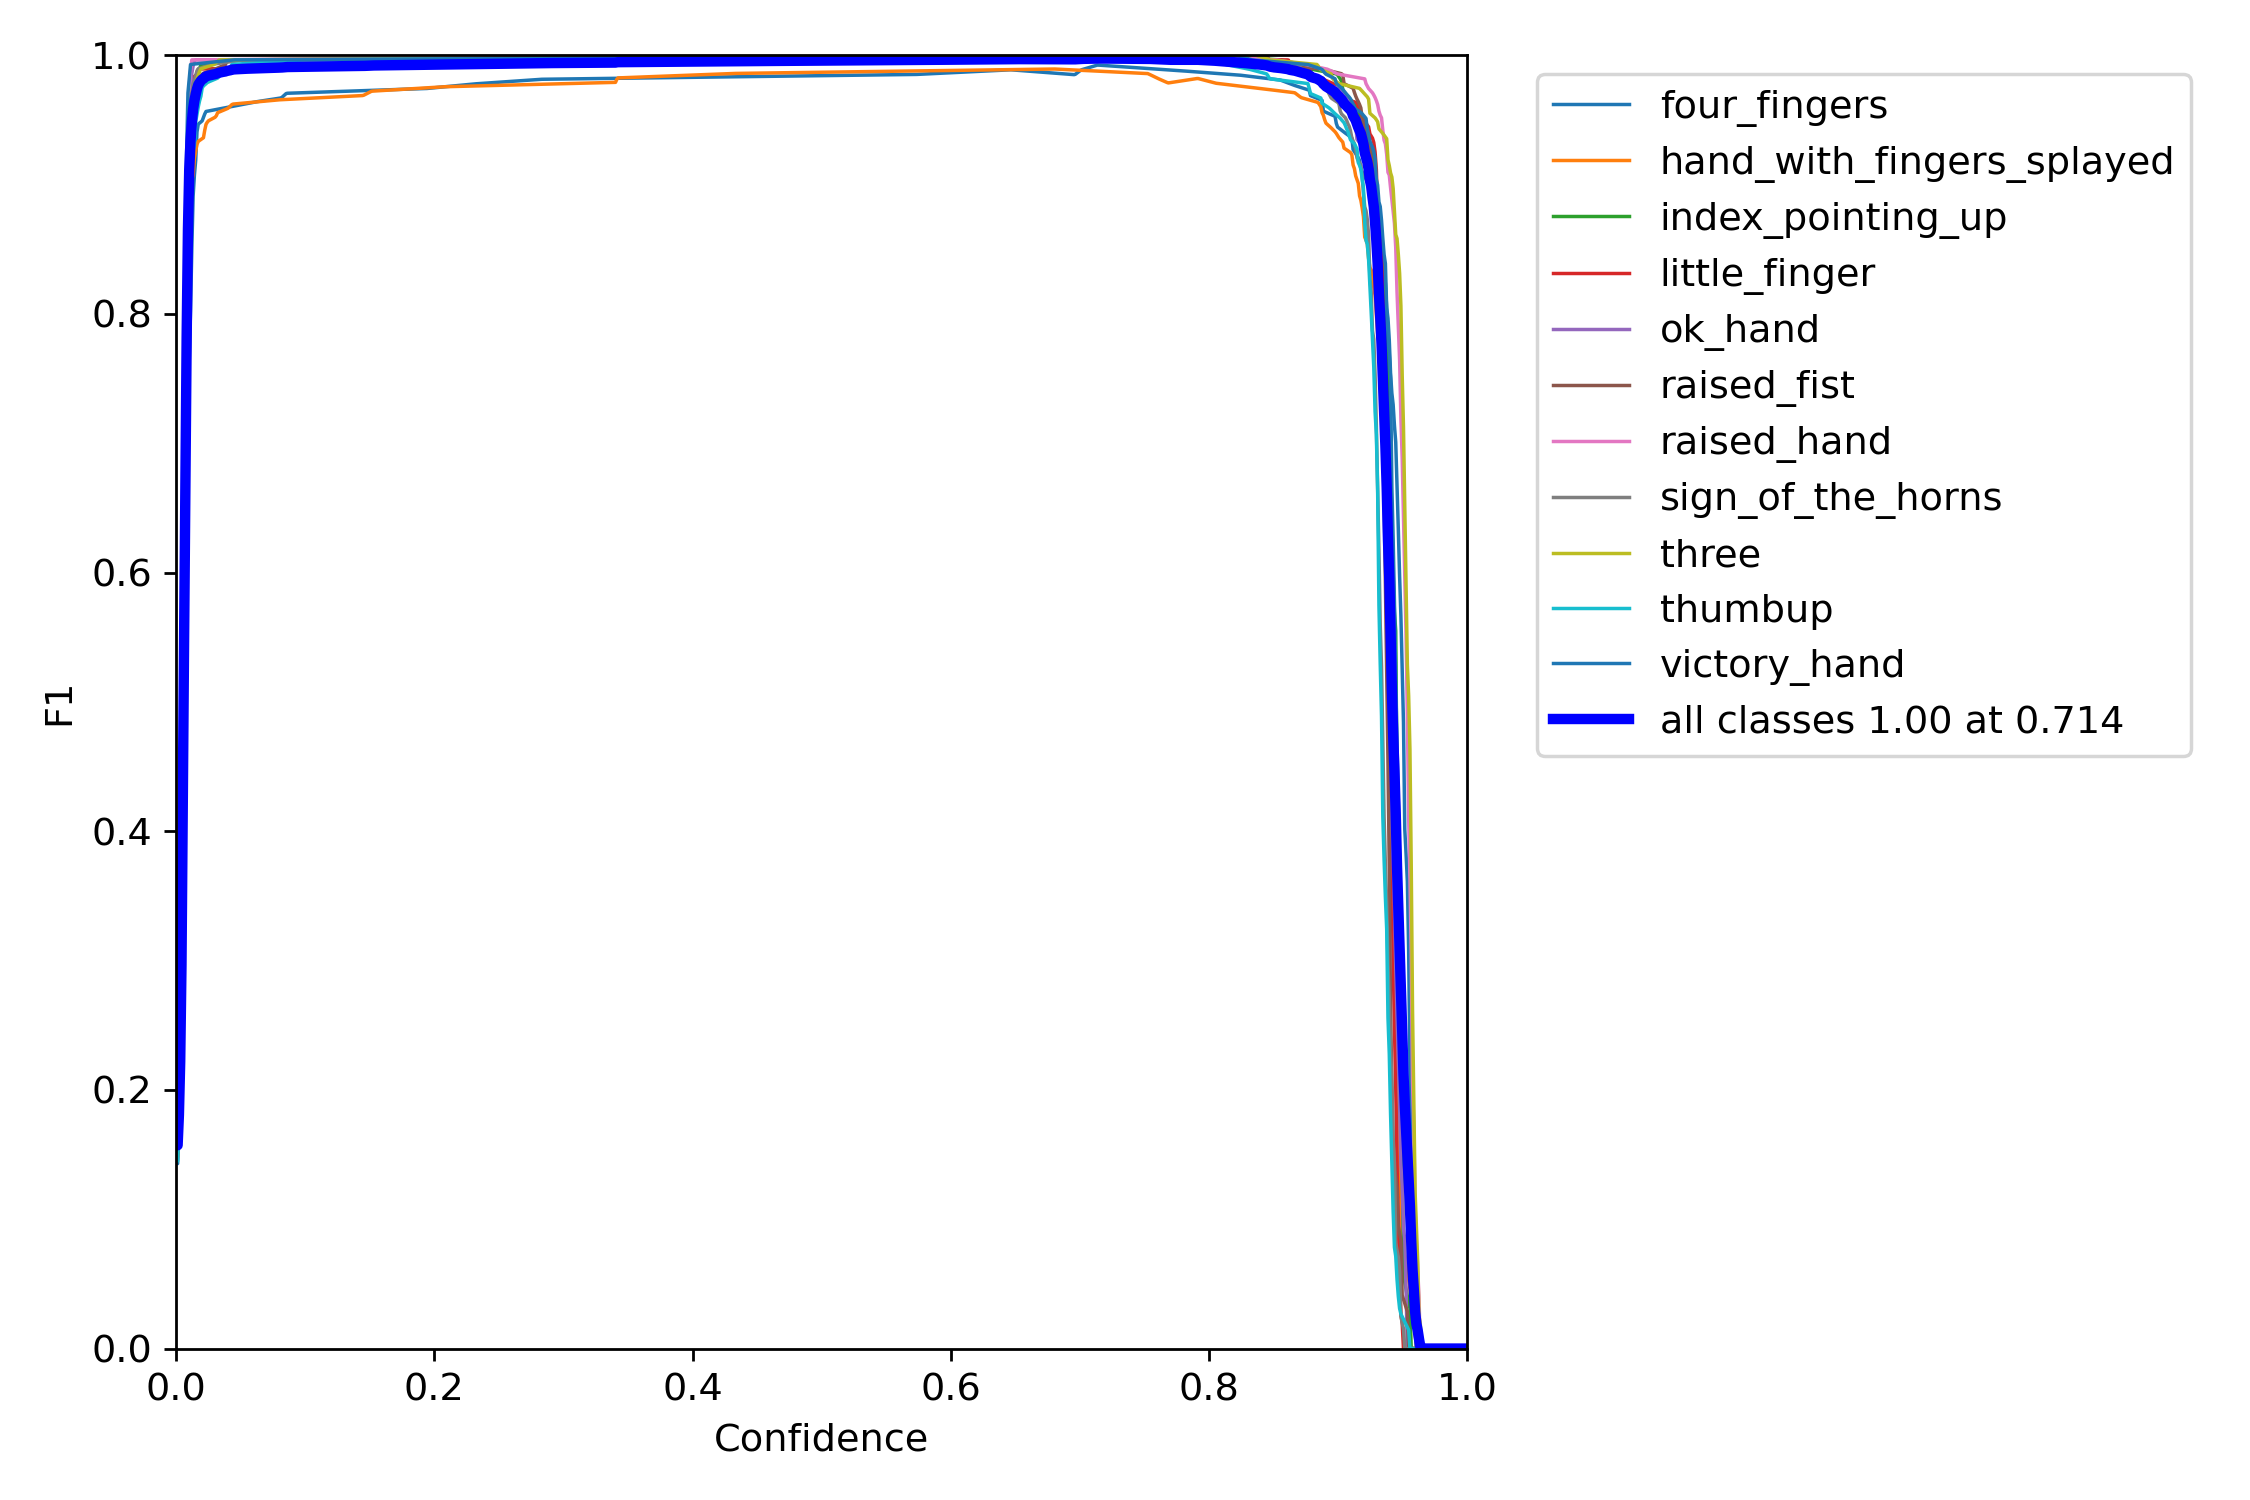 1.0
0.8
0.6
0.4
0.2
0.0
F1
0.0 0.2 0.4 0.6 0.8 1.0
Confidence
four_fingers
hand_with_fingers_splayed
index_pointing_up
little_finger
ok_hand
raised_fist
raised_hand
sign_of_the_horns
three
thumbup
victory_hand
all classes 1.00 at 0.714